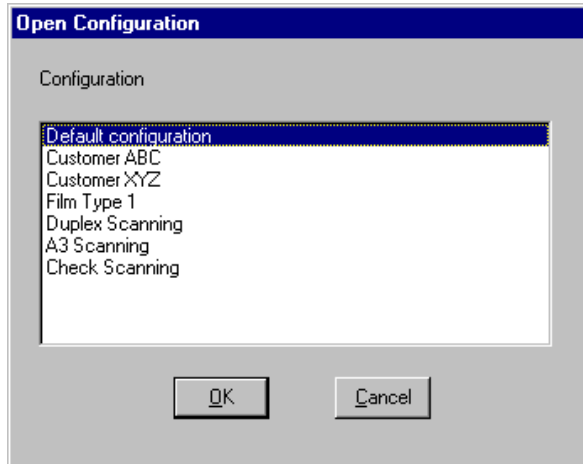 Open Configuration
Configuration
Default configuration
Customer ABC
Customer XYZ
Film Type 1
Duplex Scanning
A3 Scanning
Check Scanning
OK Cancel